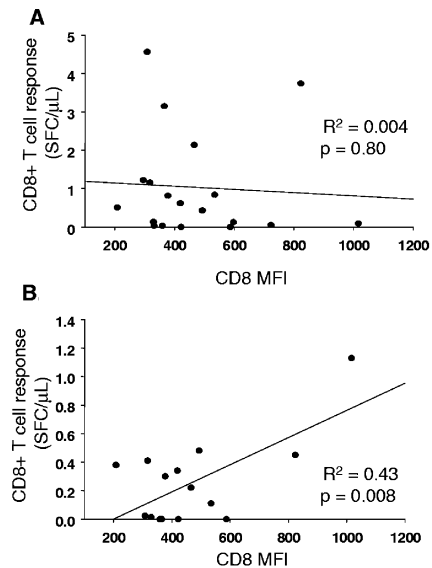 A
CD8+ T cell response
(SFC/μL)
5
4
3
2
1
0
R² = 0.004
p = 0.80
200 400 600 800 1000 1200
CD8 MFI
B
CD8+ T cell response
(SFC/μL)
1.4
1.2
1.0
0.8
0.6
0.4
0.2
0.0
R² = 0.43
p = 0.008
200 400 600 800 1000 1200
CD8 MFI